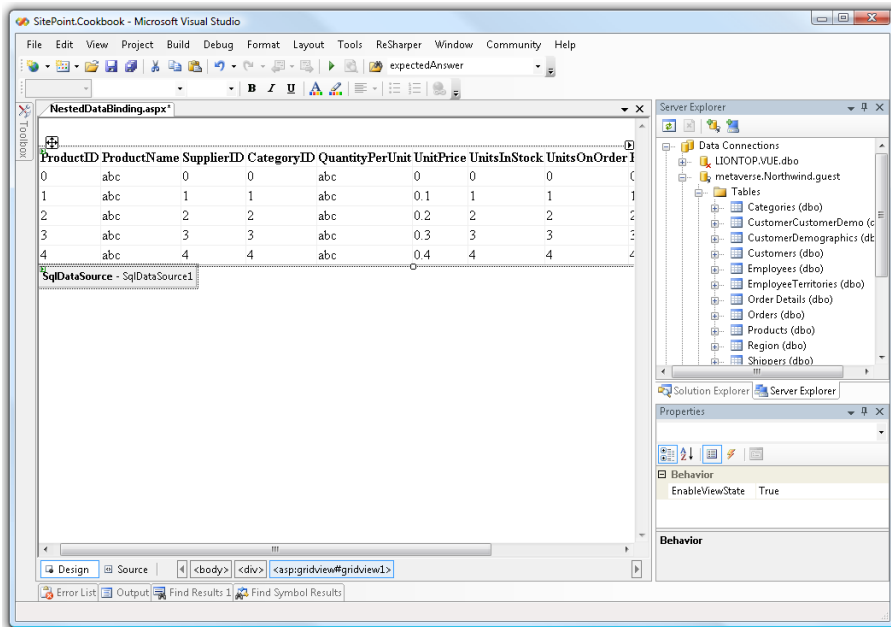 SitePoint.Cookbook - Microsoft Visual Studio
File Edit View Project Build Debug Format Layout Tools ReSharper Window Community Help
expectedAnswer
B I U A
Toolbox
NestedDataBinding.aspx*
ProductID ProductName SupplierID CategoryID QuantityPerUnit UnitPrice UnitsInStock UnitsOnOrder
0 abc 0 0 abc 0 0 0
1 abc 1 1 abc 0.1 1 1
2 abc 2 2 abc 0.2 2 2
3 abc 3 3 abc 0.3 3 3
4 abc 4 4 abc 0.4 4 4
SqlDataSource - SqlDataSource1
Design Source <body> <div> <asp:gridview#gridview1>
Error List Output Find Results 1 Find Symbol Results
Server Explorer
Data Connections
LIONTOP.VUE.dbo
metaverse.Northwind.guest
Tables
Categories (dbo)
CustomerCustomerDemo (c
CustomerDemographics (db
Customers (dbo)
Employees (dbo)
EmployeeTerritories (dbo)
Order Details (dbo)
Orders (dbo)
Products (dbo)
Region (dbo)
Shippers (dbo)
Solution Explorer Server Explorer
Properties
Behavior
EnableViewState True
Behavior